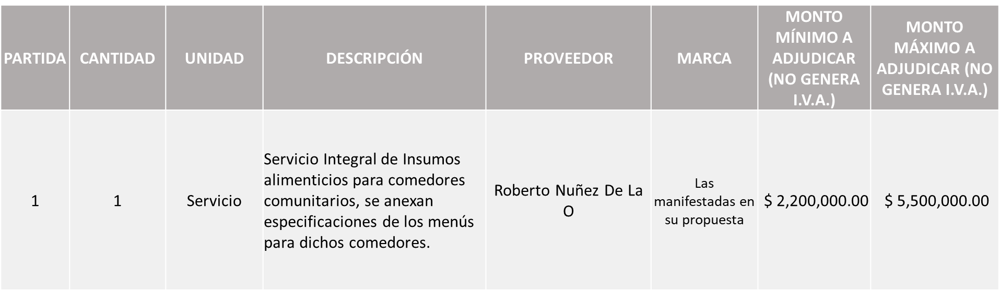 PARTIDA
CANTIDAD
UNIDAD
DESCRIPCIÓN
PROVEEDOR
MARCA
MONTO
MÍNIMO A
ADJUDICAR
(NO GENERA
I.V.A.)
MONTO
MÁXIMO A
ADJUDICAR (NO
GENERA I.V.A.)
1
1
Servicio
Servicio Integral de Insumos
alimenticios para comedores
comunitarios, se anexan
especificaciones de los menús
para dichos comedores.
Roberto Nuñez De La
O
Las
manifestadas en
su propuesta
$ 2,200,000.00
$ 5,500,000.00